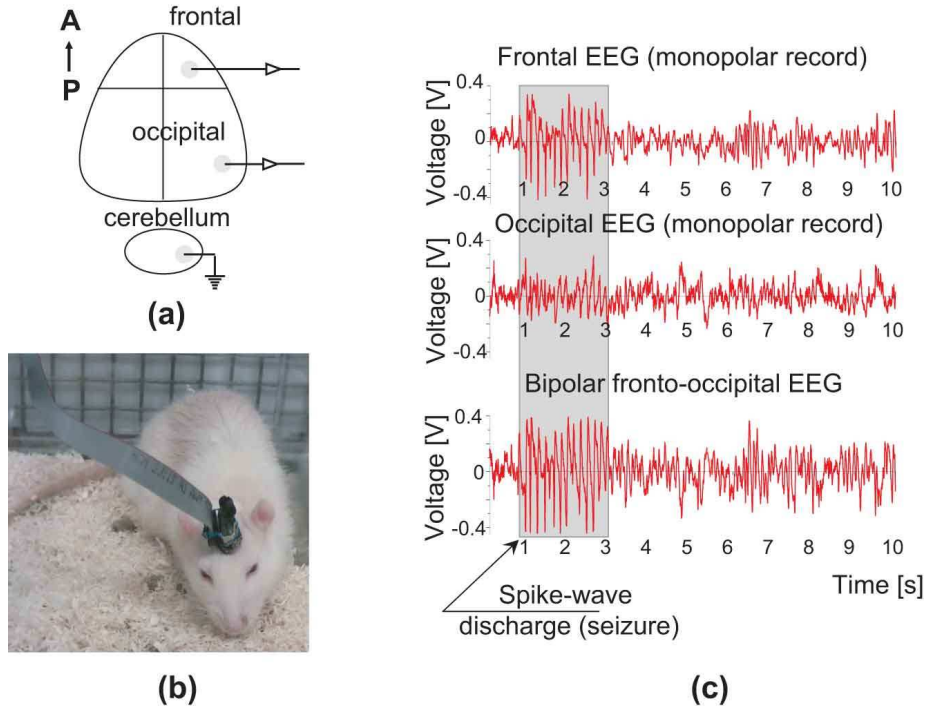 A
P
frontal
occipital
cerebellum
(a)
(b)
Frontal EEG (monopolar record)
Voltage [V]
0.4
0
-0.4
1 2 3 4 5 6 7 8 9 10
Occipital EEG (monopolar record)
Voltage [V]
0.4
0
-0.4
1 2 3 4 5 6 7 8 9 10
Bipolar fronto-occipital EEG
Voltage [V]
0.4
0
-0.4
1 2 3 4 5 6 7 8 9 10
Time [s]
Spike-wave
discharge (seizure)
(c)